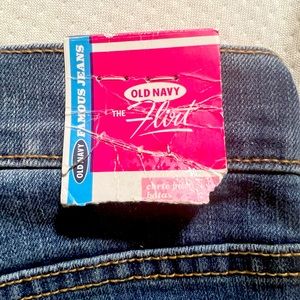 OLD NAVY
FAMOUS JEANS
OLD NAVY
THE Flirt